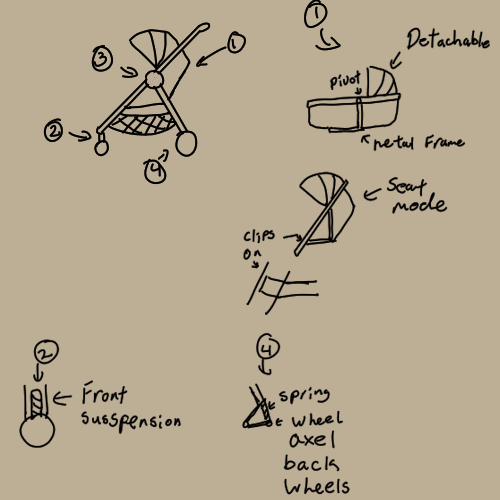 1
Detachable
3
1
pivot
2
4
metal Frame
Seat
mode
clips
on
2
Front
susspension
4
spring
wheel
axel
back
wheels